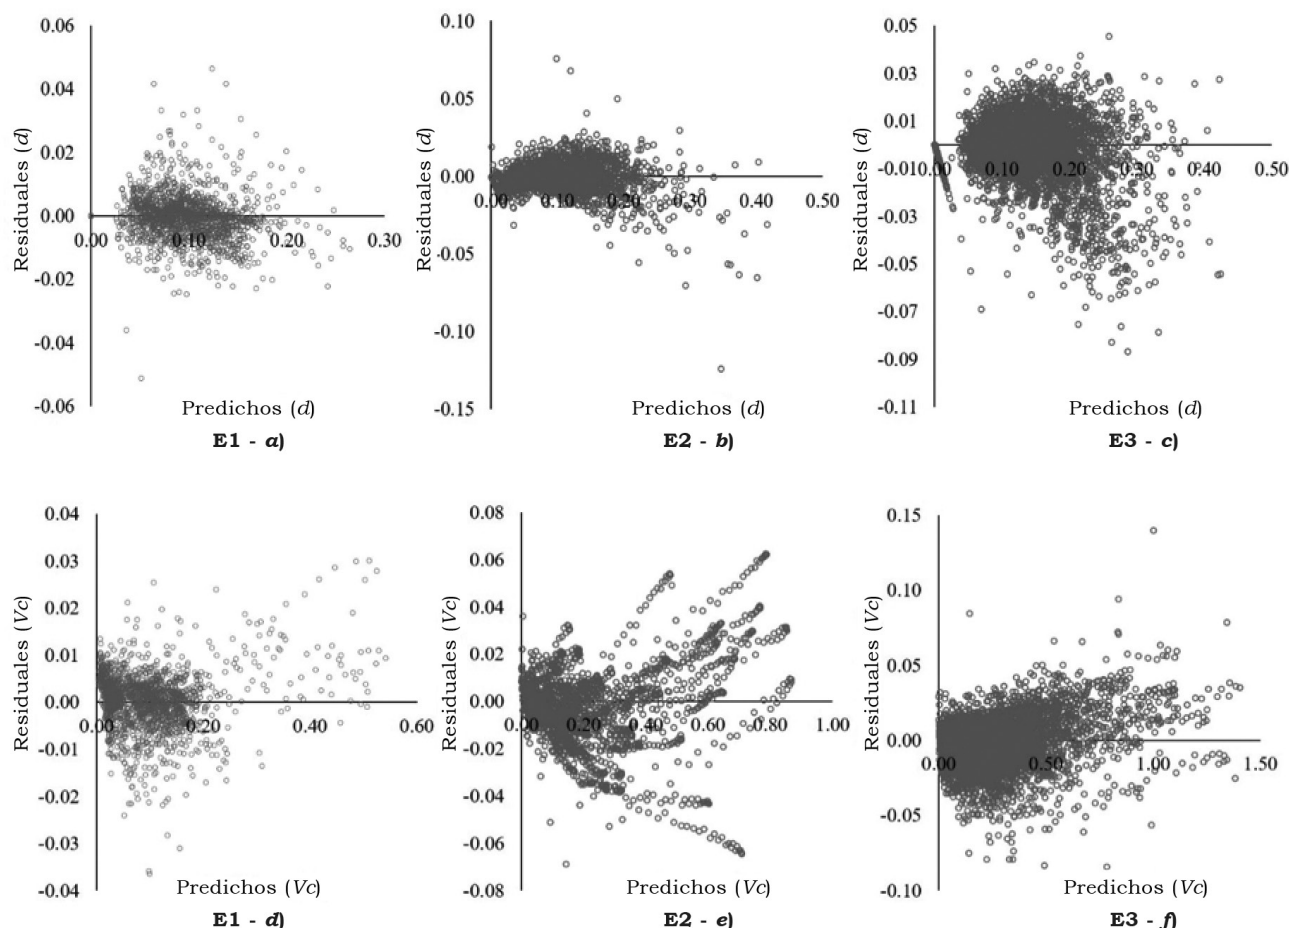 0.06
0.04
0.02
0.00
-0.02
-0.04
-0.06
Residuales (d)
0.00 0.10 0.20 0.30
Predichos (d)
E1 - a)
0.10
0.05
0.00
-0.05
-0.10
-0.15
Residuales (d)
0.00 0.10 0.20 0.30 0.40 0.50
Predichos (d)
E2 - b)
0.05
0.03
0.01
-0.01
-0.03
-0.05
-0.07
-0.09
-0.11
Residuales (d)
0.00 0.10 0.20 0.30 0.40 0.50
Predichos (d)
E3 - c)
0.04
0.03
0.02
0.01
0.00
-0.01
-0.02
-0.03
-0.04
Residuales (Vc)
0.00 0.20 0.40 0.60
Predichos (Vc)
E1 - d)
0.08
0.06
0.04
0.02
0.00
-0.02
-0.04
-0.06
-0.08
Residuales (Vc)
0.00 0.20 0.40 0.60 0.80 1.00
Predichos (Vc)
E2 - e)
0.15
0.10
0.05
0.00
-0.05
-0.10
Residuales (Vc)
0.00 0.50 1.00 1.50
Predichos (Vc)
E3 - f)